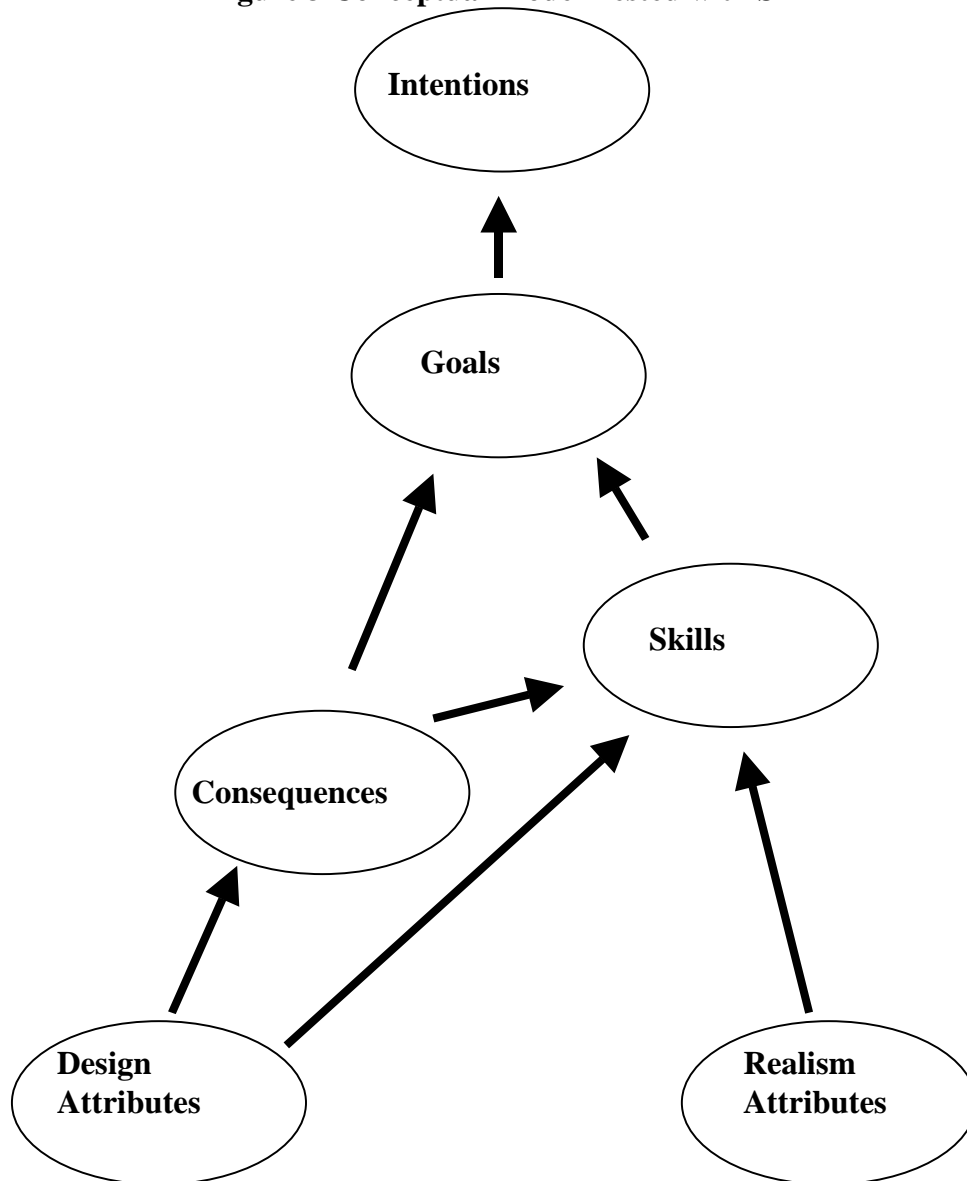 Intentions
Goals
Skills
Consequences
Design
Attributes
Realism
Attributes